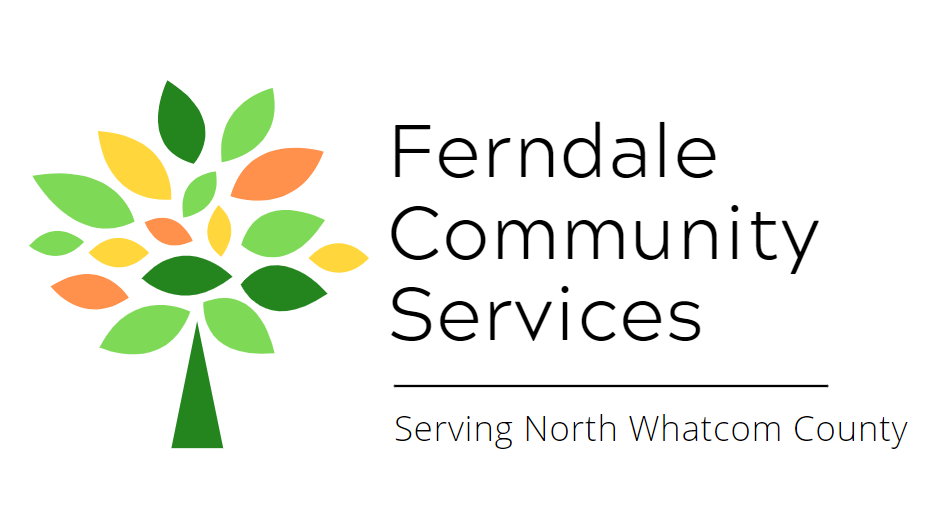 Ferndale
Community
Services
Serving North Whatcom County